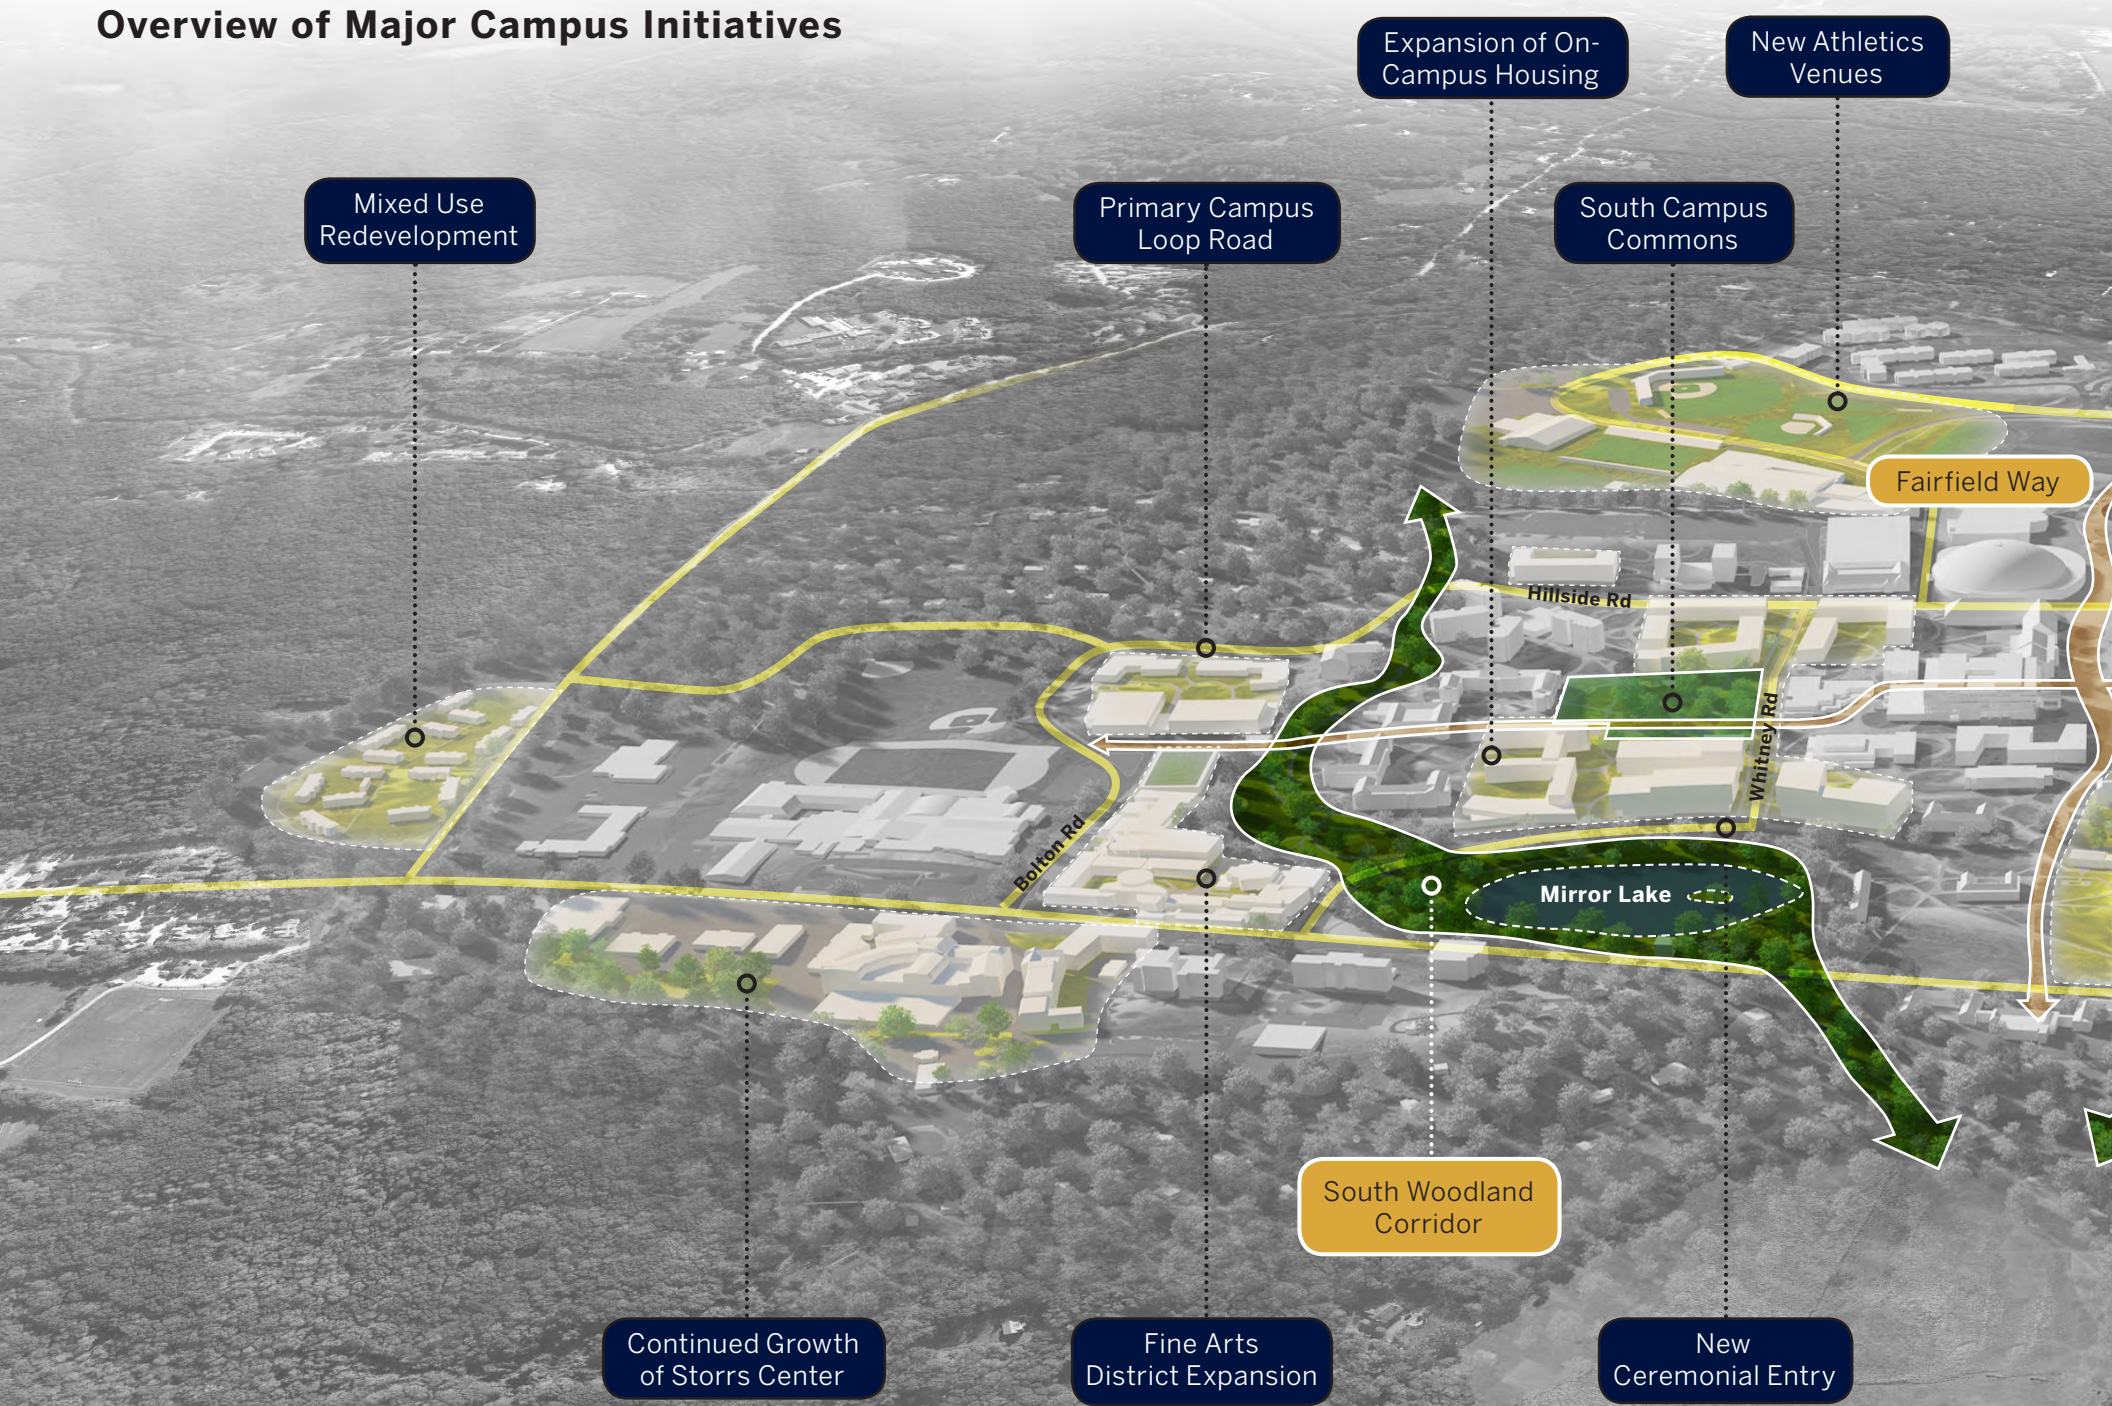 Overview of Major Campus Initiatives
Expansion of On-
Campus Housing
New Athletics
Venues
Mixed Use
Redevelopment
Primary Campus
Loop Road
South Campus
Commons
Fairfield Way
Hillside Rd
Whitney Rd
Bolton Rd
Mirror Lake
South Woodland
Corridor
Continued Growth
of Storrs Center
Fine Arts
District Expansion
New
Ceremonial Entry